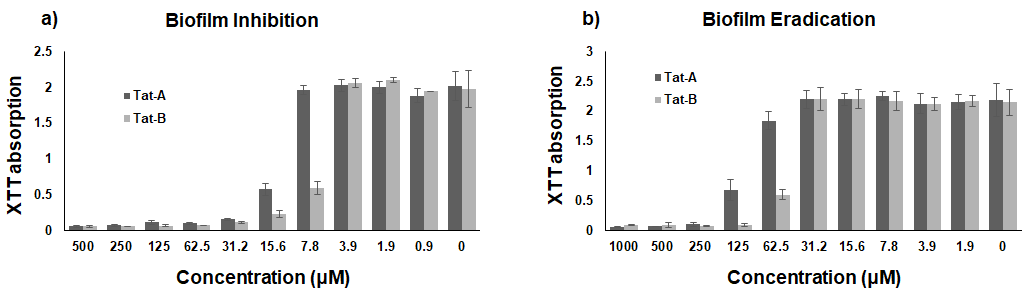 a)
Biofilm Inhibition
XTT absorption
2.5
2
1.5
1
0.5
0
Tat-A
Tat-B
500 250 125 62.5 31.2 15.6 7.8 3.9 1.9 0.9 0
Concentration (µM)
b)
Biofilm Eradication
XTT absorption
3
2.5
2
1.5
1
0.5
0
Tat-A
Tat-B
1000 500 250 125 62.5 31.2 15.6 7.8 3.9 1.9 0
Concentration (µM)